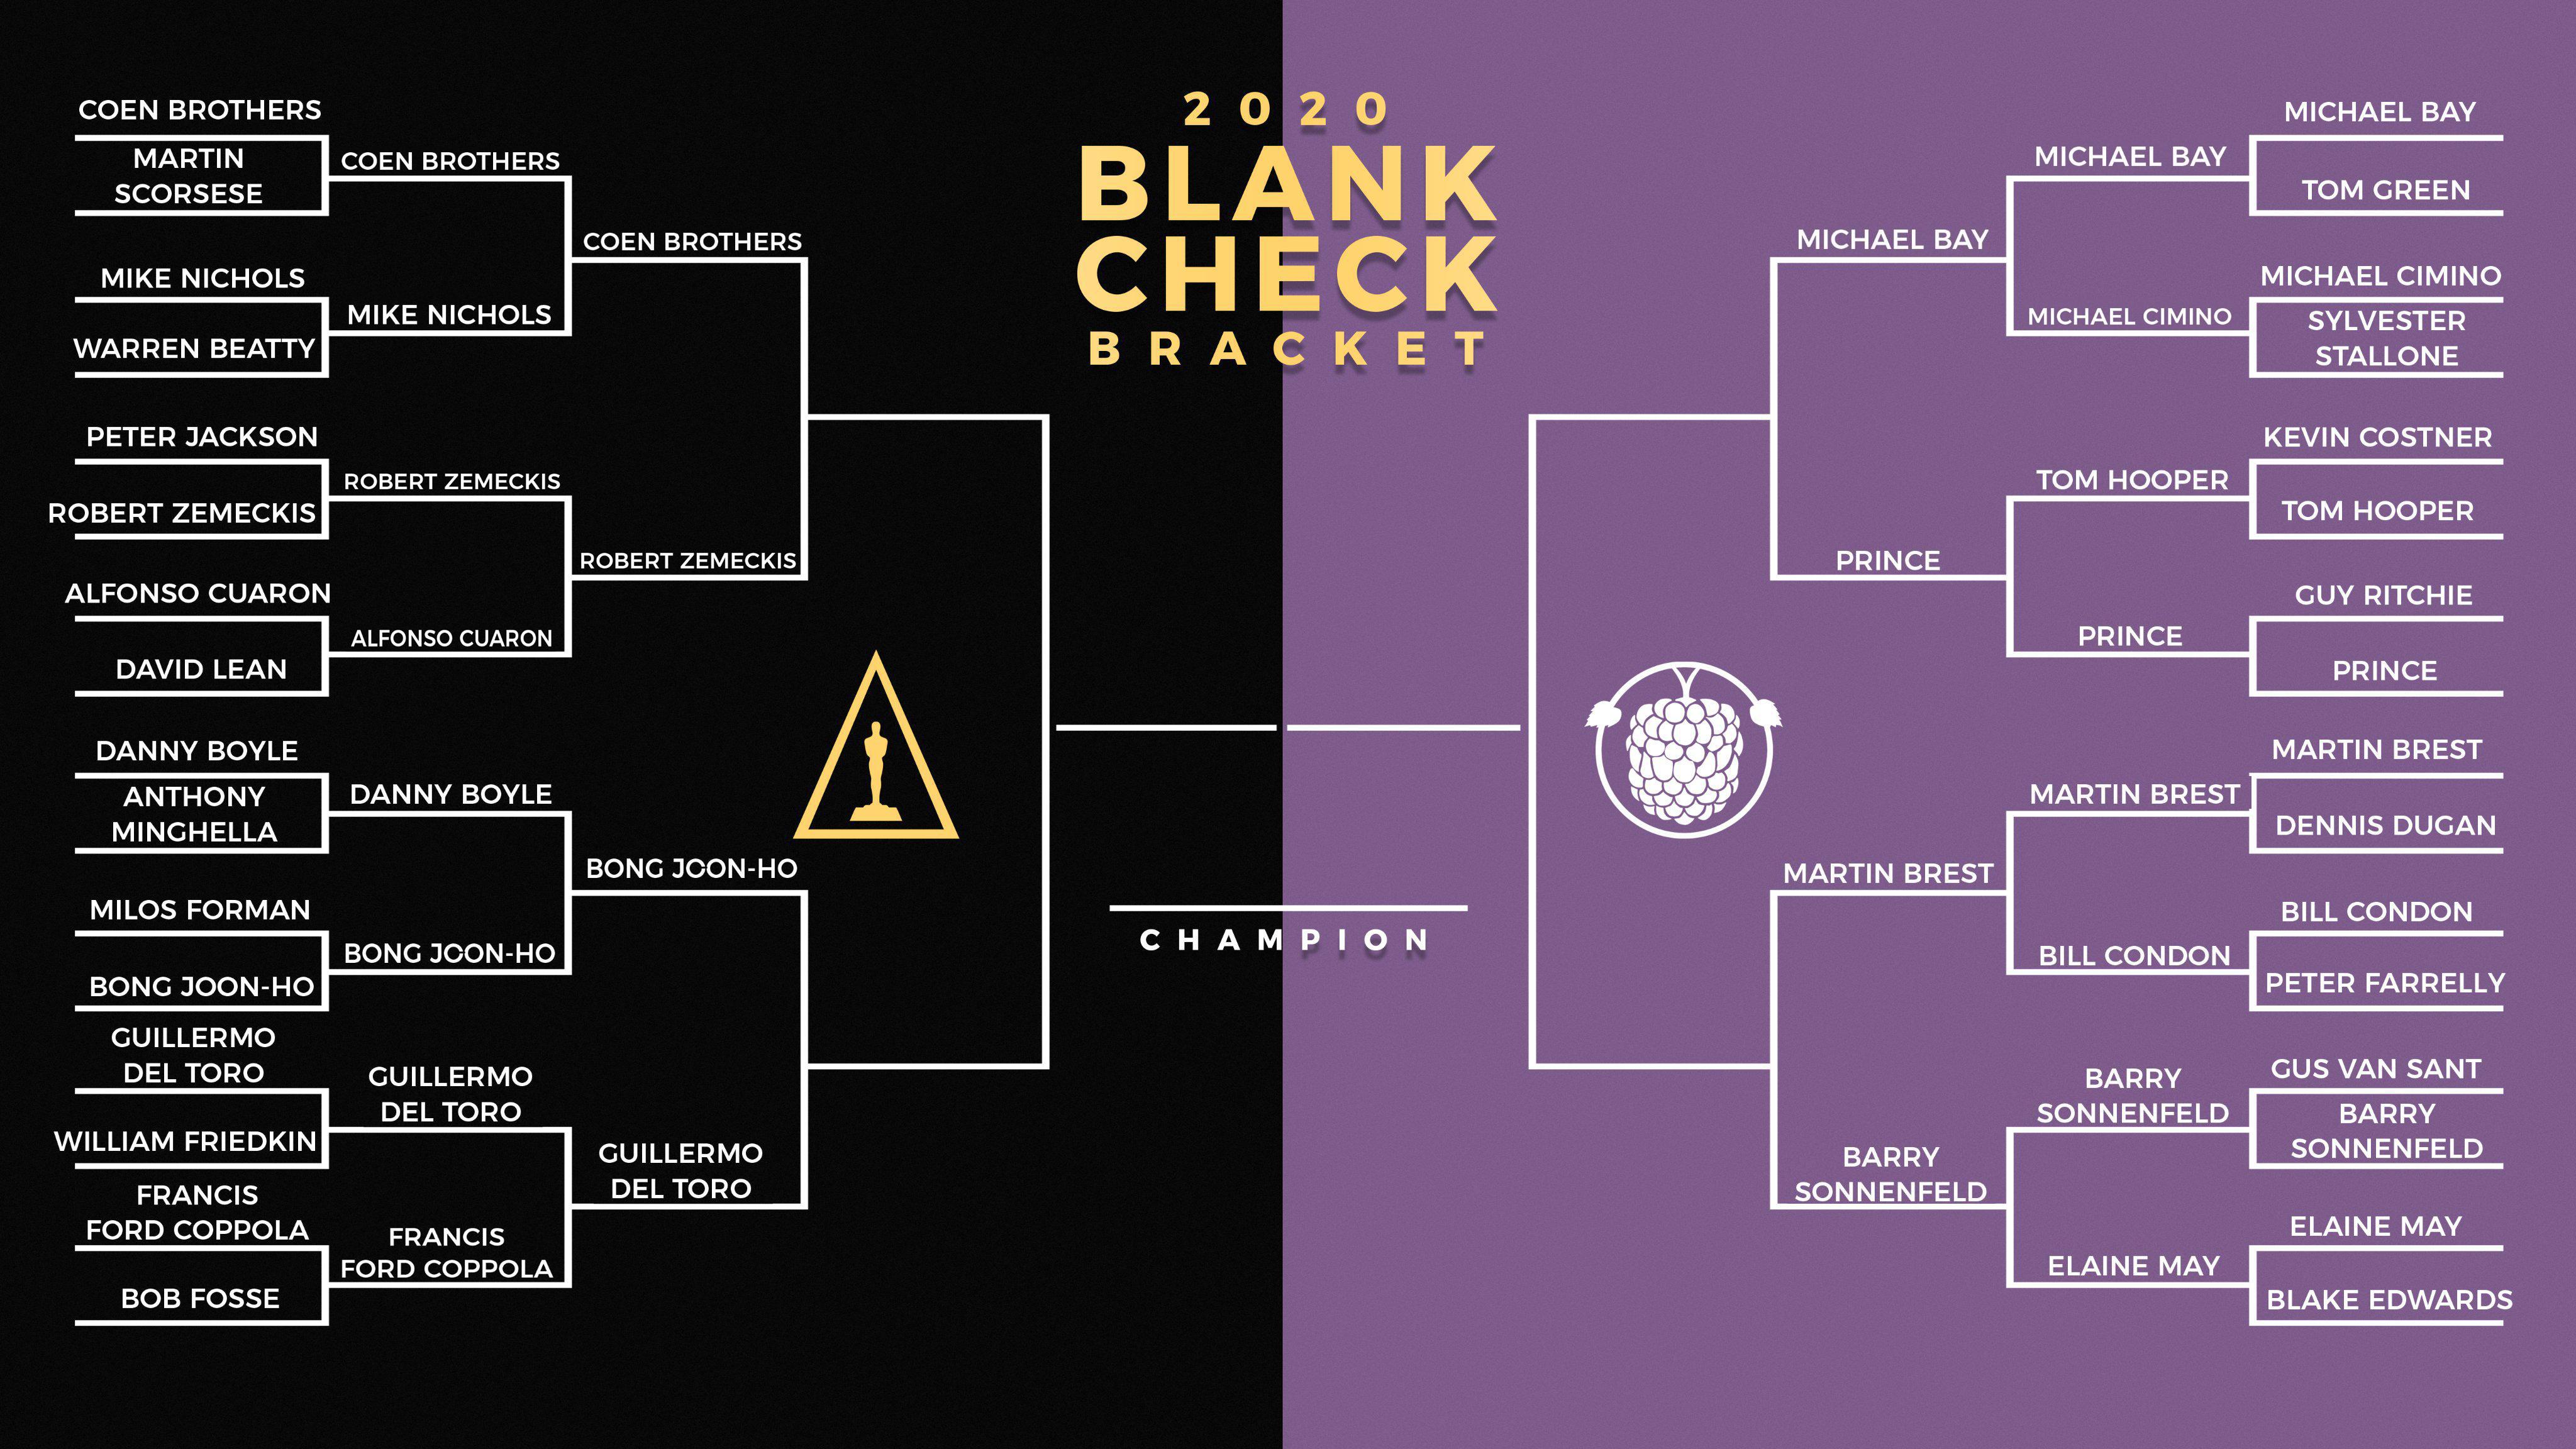 2020
BLANK
CHECK
BRACKET
COEN BROTHERS
MARTIN
SCORSESE
MIKE NICHOLS
WARREN BEATTY
PETER JACKSON
ROBERT ZEMECKIS
ALFONSO CUARON
DAVID LEAN
DANNY BOYLE
ANTHONY
MINGHELLA
MILOS FORMAN
BONG JOON-HO
GUILLERMO
DEL TORO
WILLIAM FRIEDKIN
FRANCIS
FORD COPPOLA
BOB FOSSE
COEN BROTHERS
MIKE NICHOLS
ROBERT ZEMECKIS
ALFONSO CUARON
DANNY BOYLE
BONG JOON-HO
GUILLERMO
DEL TORO
FRANCIS
FORD COPPOLA
COEN BROTHERS
ROBERT ZEMECKIS
BONG JOON-HO
GUILLERMO
DEL TORO
CHAMPION
MICHAEL BAY
PRINCE
MARTIN BREST
BARRY
SONNENFELD
MICHAEL BAY
MICHAEL CIMINO
TOM HOOPER
PRINCE
MARTIN BREST
BILL CONDON
BARRY
SONNENFELD
ELAINE MAY
MICHAEL BAY
TOM GREEN
MICHAEL CIMINO
SYLVESTER
STALLONE
KEVIN COSTNER
TOM HOOPER
GUY RITCHIE
PRINCE
MARTIN BREST
DENNIS DUGAN
BILL CONDON
PETER FARRELLY
GUS VAN SANT
BARRY
SONNENFELD
ELAINE MAY
BLAKE EDWARDS